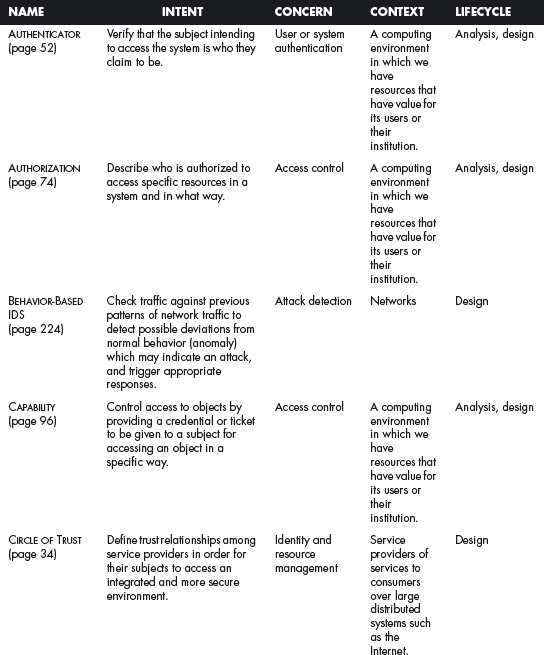 NAME INTENT CONCERN CONTEXT LIFECYCLE
AUTHENTICATOR
(page 52)
Verify that the subject intending
to access the system is who they
claim to be.
User or system
authentication
A computing
environment
in which we
have
resources that
have value for
its users or
their
institution.
Analysis, design
AUTHORIZATION
(page 74)
Describe who is authorized to
access specific resources in a
system and in what way.
Access control
A computing
environment
in which we
have
resources that
have value for
its users or
their
institution.
Analysis, design
BEHAVIOR-BASED
IDS
(page 224)
Check traffic against previous
patterns of network traffic to
detect possible deviations from
normal behavior (anomaly)
which may indicate an attack,
and trigger appropriate
responses.
Attack detection
Networks
Design
CAPABILITY
(page 96)
Control access to objects by
providing a credential or ticket
to be given to a subject for
accessing an object in a
specific way.
Access control
A computing
environment
in which we
have
resources that
have value for
its users or
their
institution.
Analysis, design
CIRCLE OF TRUST
(page 34)
Define trust relationships among
service providers in order for
their subjects to access an
integrated and more secure
environment.
Identity and
resource
management
Service
providers of
services to
consumers
over large
distributed
systems such
as the
Internet.
Design